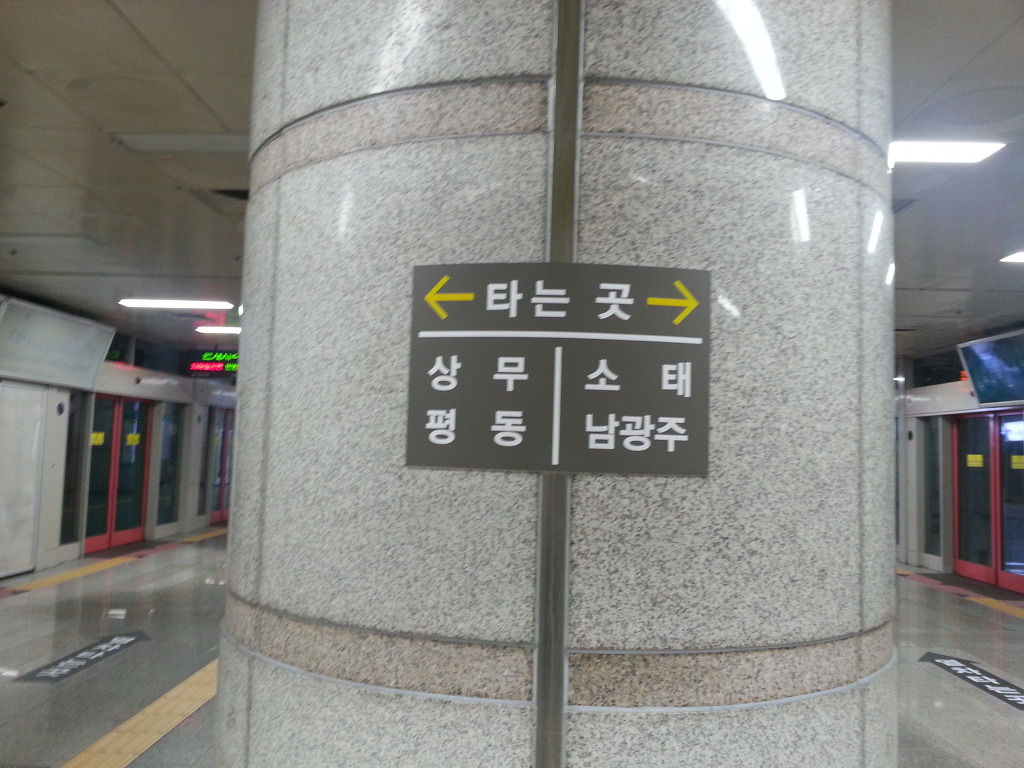 ← 타는 곳 →
상 무
평 동
소 태
남광주